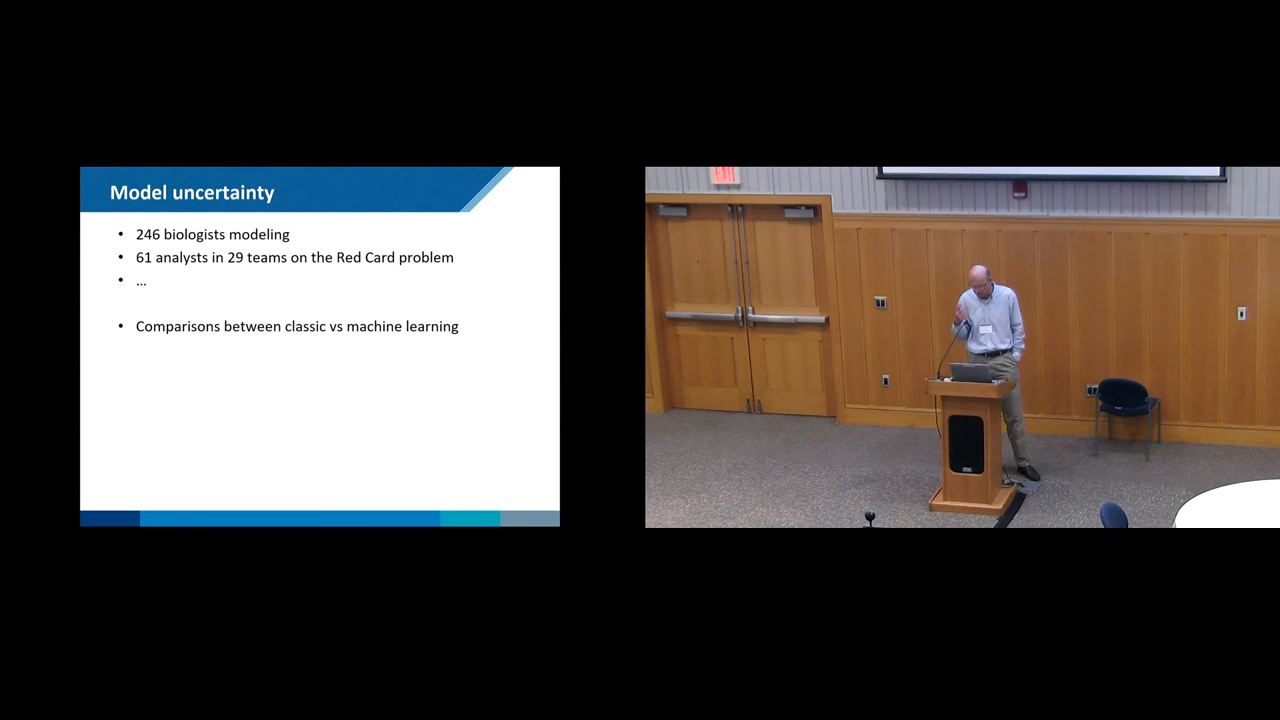 Model uncertainty
• 246 biologists modeling
• 61 analysts in 29 teams on the Red Card problem
• ...
• Comparisons between classic vs machine learning